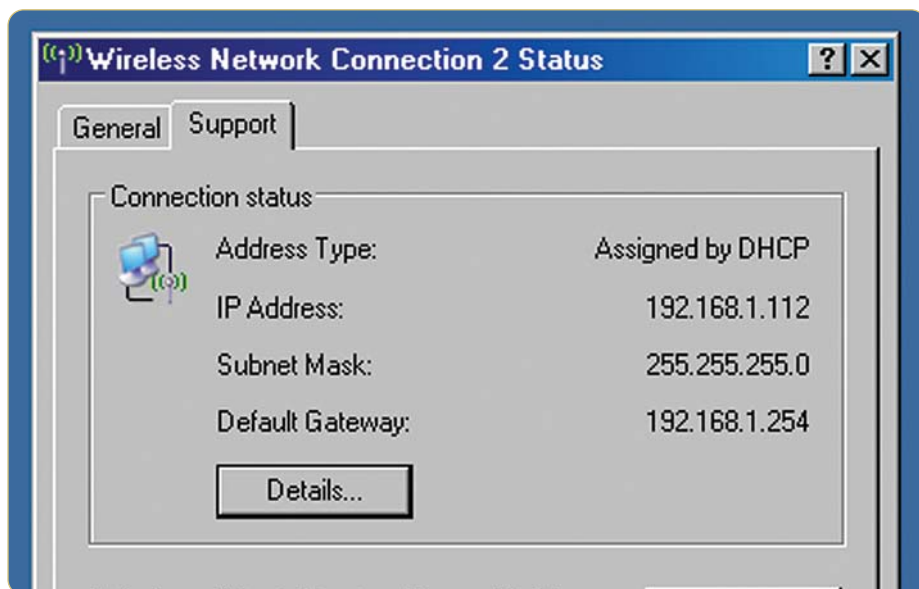 Wireless Network Connection 2 Status
General Support
Connection status
Address Type: Assigned by DHCP
IP Address: 192.168.1.112
Subnet Mask: 255.255.255.0
Default Gateway: 192.168.1.254
Details...